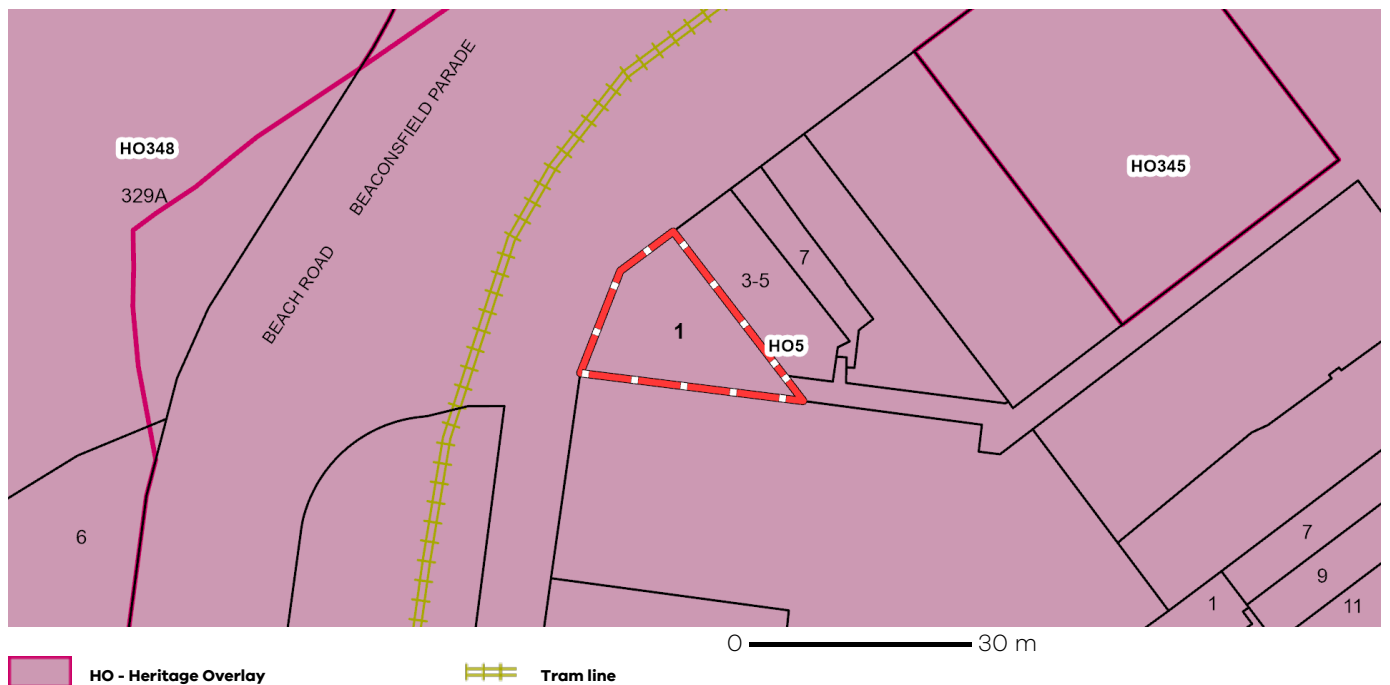 BEACONSFIELD PARADE
HO348
329A
HO345
BEACH ROAD
7
3-5
1
HO5
6
7
9
1
11
0 30 m
HO - Heritage Overlay
Tram line